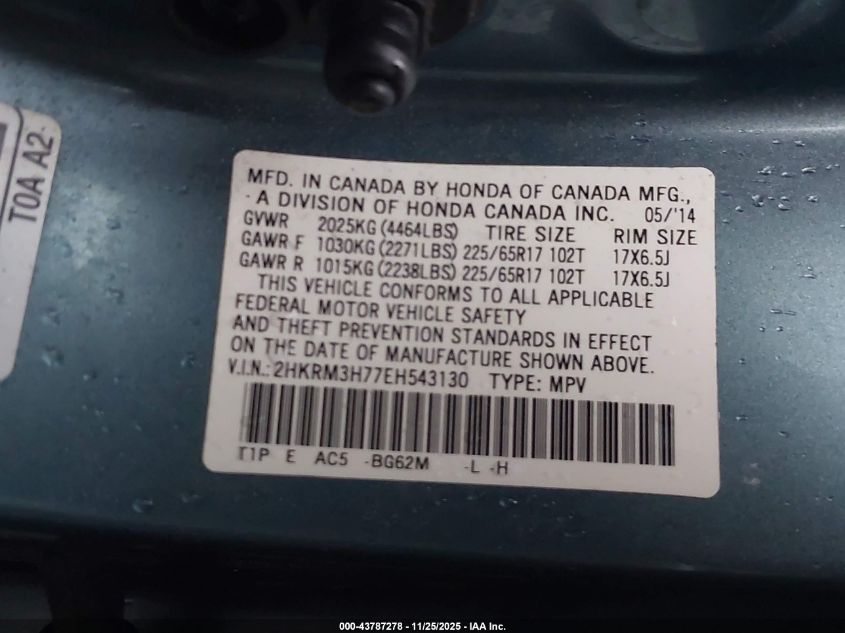 T0A A2
MFD. IN CANADA BY HONDA OF CANADA MFG.,
A DIVISION OF HONDA CANADA INC. 05/'14
GVWR 2025KG (4464LBS) TIRE SIZE RIM SIZE
GAWR F 1030KG (2271LBS) 225/65R17 102T 17X6.5J
GAWR R 1015KG (2238LBS) 225/65R17 102T 17X6.5J
THIS VEHICLE CONFORMS TO ALL APPLICABLE
FEDERAL MOTOR VEHICLE SAFETY
AND THEFT PREVENTION STANDARDS IN EFFECT
ON THE DATE OF MANUFACTURE SHOWN ABOVE.
V.I.N.: 2HKRM3H77EH543130 TYPE: MPV
T1P E AC5 -BG62M -L -H
000-43787278 - 11/25/2025 - IAA Inc.